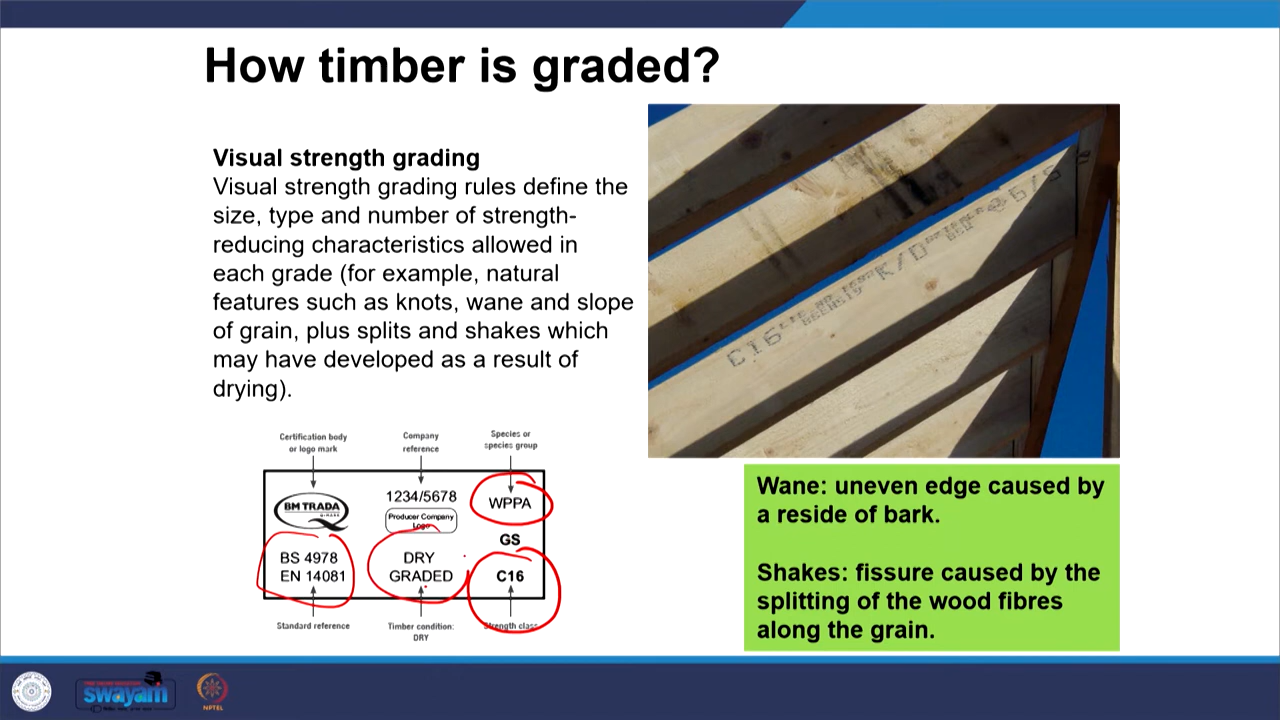 How timber is graded?
Visual strength grading
Visual strength grading rules define the
size, type and number of strength-
reducing characteristics allowed in
each grade (for example, natural
features such as knots, wane and slope
of grain, plus splits and shakes which
may have developed as a result of
drying).
C16
K/D
Certification body
or logo mark
Company
reference
Species or
species group
BM TRADA
Q-MARK
1234/5678
Producer Company
Logo
WPPA
GS
BS 4978
EN 14081
DRY
GRADED
C16
Standard reference
Timber condition:
DRY
Strength class
Wane: uneven edge caused by
a reside of bark.
Shakes: fissure caused by the
splitting of the wood fibres
along the grain.
swayam
NPTEL